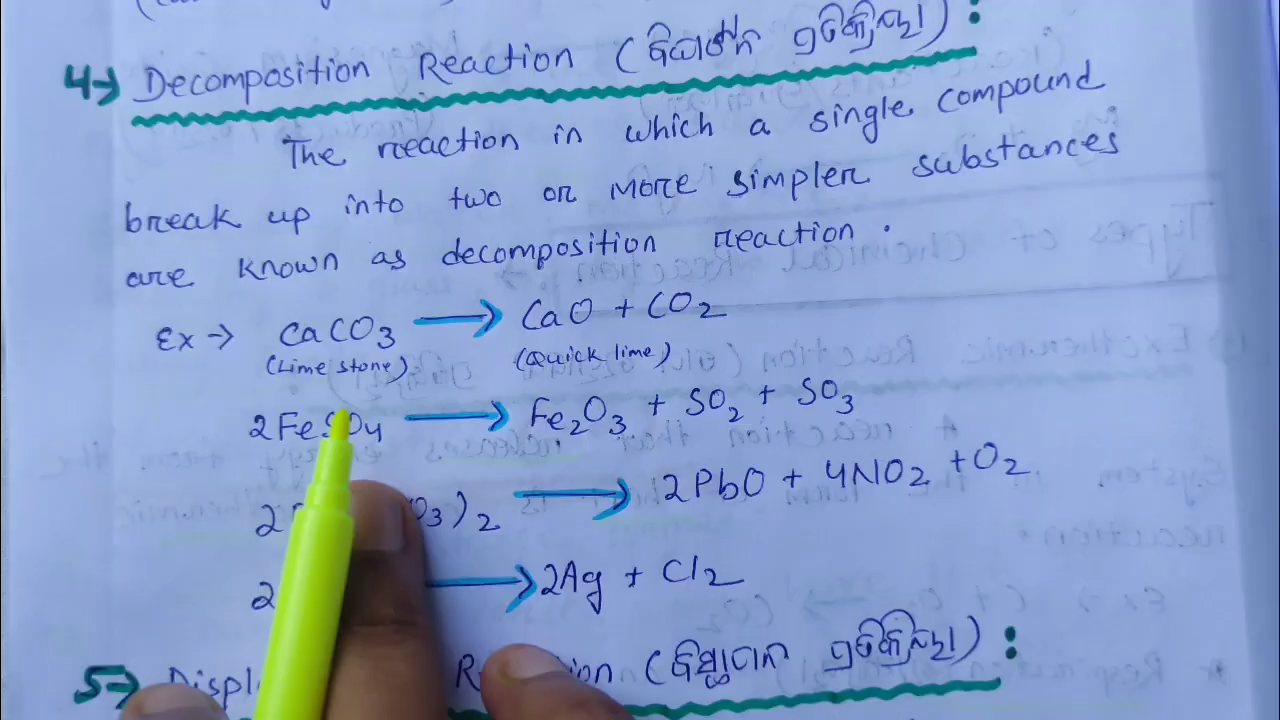 4→ Decomposition Reaction (ବିଘଟନ ପ୍ରତିକ୍ରିୟା) :
The reaction in which a single compound
break up into two or more simpler substances
are known as decomposition reaction.
Ex → CaCO3 → CaO + CO2
(Lime stone) (Quick lime)
2FeSO4 → Fe2O3 + SO2 + SO3
2 O3)2 → 2PbO + 4NO2 + O2
2 → 2Ag + Cl2
5→ Displ R on (ବିସ୍ଥାପନ ପ୍ରତିକ୍ରିୟା) :